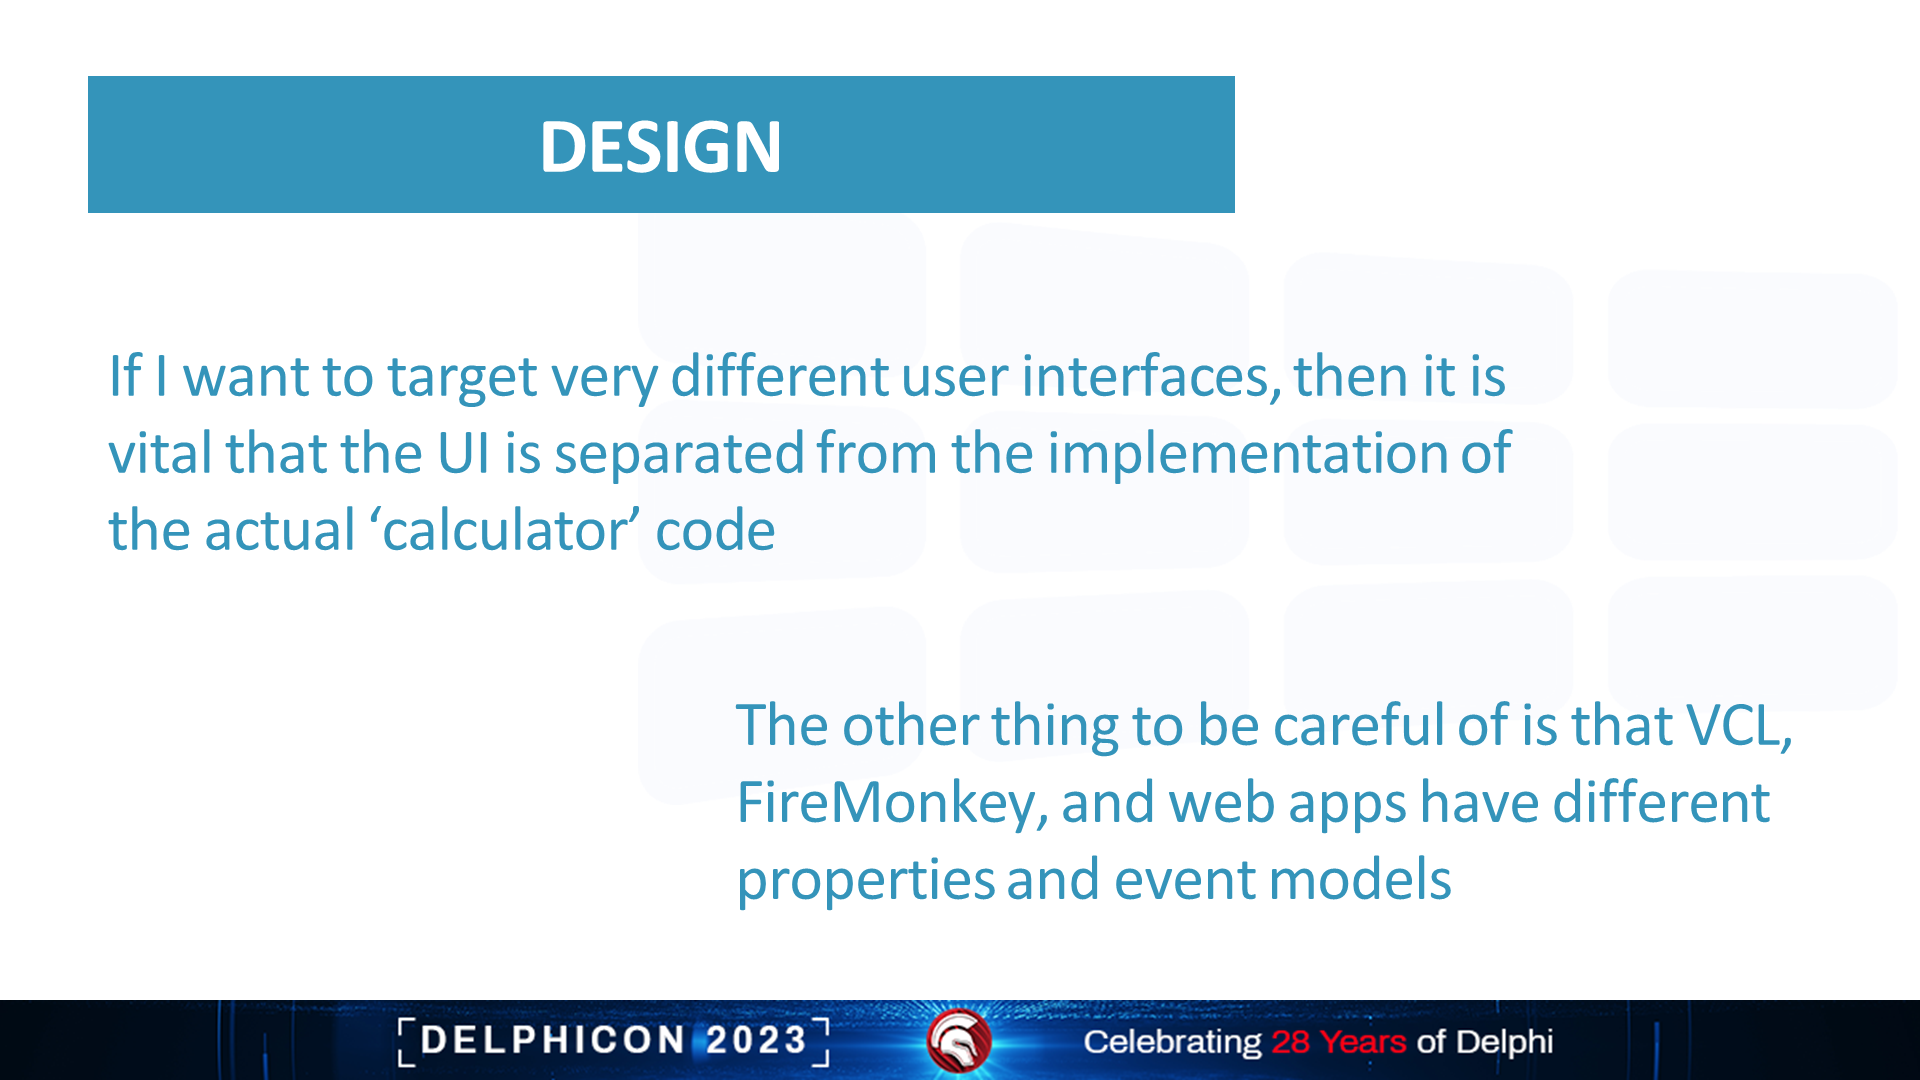 DESIGN
If I want to target very different user interfaces, then it is
vital that the UI is separated from the implementation of
the actual ‘calculator’ code
The other thing to be careful of is that VCL,
FireMonkey, and web apps have different
properties and event models
DELPHICON 2023
Celebrating 28 Years of Delphi